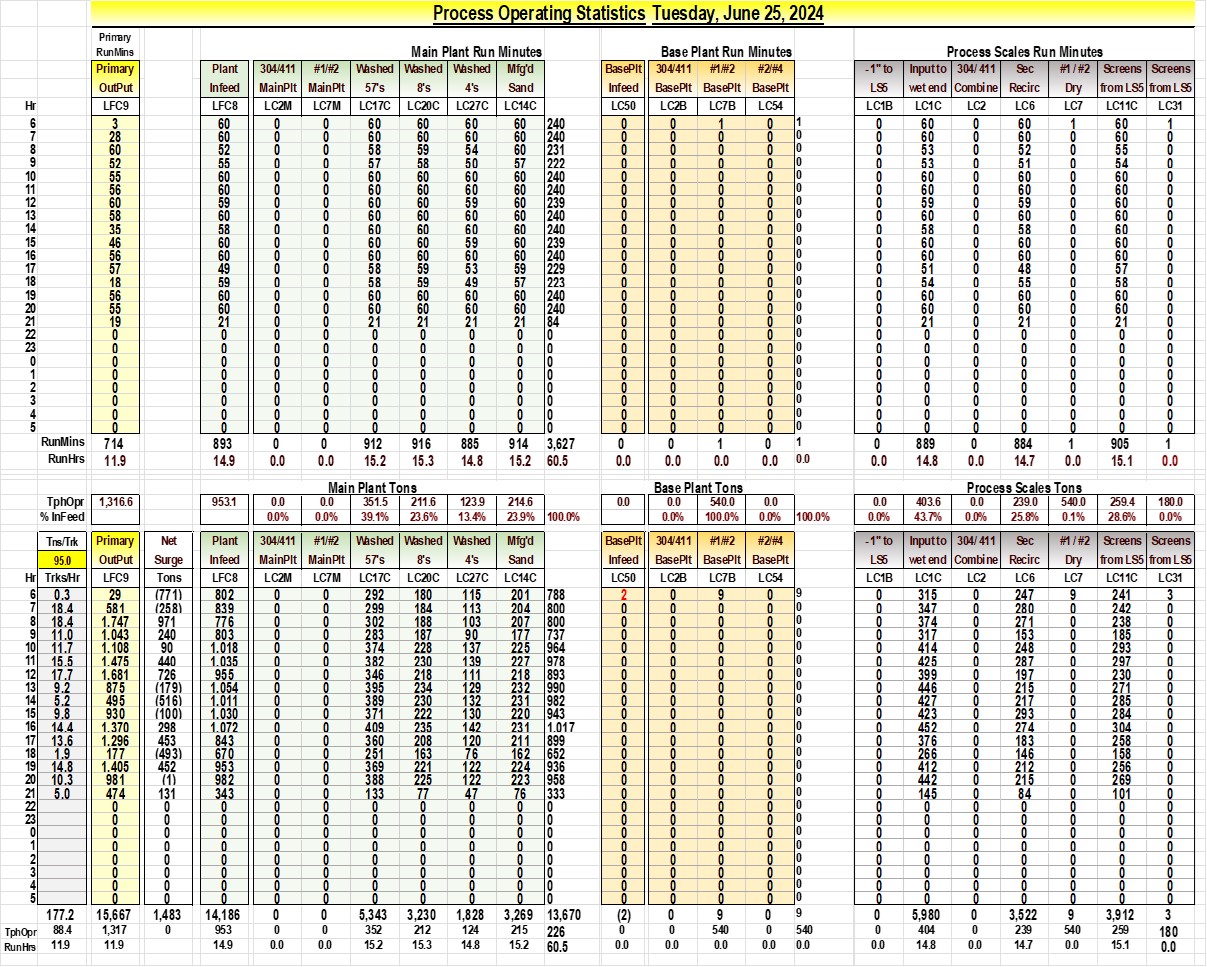 Process Operating Statistics Tuesday, June 25, 2024
Primary
RunMins Main Plant Run Minutes Base Plant Run Minutes Process Scales Run Minutes
Primary Plant 304/411 #1/#2 Washed Washed Washed Mfg'd BasePlt 304/411 #1/#2 #2/#4 -1" to Input to 304/ 411 Sec #1 / #2 Screens Screens
OutPut Infeed MainPlt MainPlt 57's 8's 4's Sand Infeed BasePlt BasePlt BasePlt LS5 wet end Combine Recirc Dry from LS5 from LS5
Hr LFC9 LFC8 LC2M LC7M LC17C LC20C LC27C LC14C LC50 LC2B LC7B LC54 LC1B LC1C LC2 LC6 LC7 LC11C LC31
6 3 60 0 0 60 60 60 60 240 0 0 1 0 1 0 60 0 60 1 60 1
7 28 60 0 0 60 60 60 60 240 0 0 0 0 0 0 60 0 60 0 60 0
8 60 52 0 0 58 59 54 60 231 0 0 0 0 0 0 53 0 52 0 55 0
9 52 55 0 0 57 58 50 57 222 0 0 0 0 0 0 53 0 51 0 54 0
10 55 60 0 0 60 60 60 60 240 0 0 0 0 0 0 60 0 60 0 60 0
11 56 60 0 0 60 60 60 60 240 0 0 0 0 0 0 60 0 60 0 60 0
12 60 59 0 0 60 60 59 60 239 0 0 0 0 0 0 59 0 59 0 60 0
13 58 60 0 0 60 60 60 60 240 0 0 0 0 0 0 60 0 60 0 60 0
14 35 58 0 0 60 60 60 60 240 0 0 0 0 0 0 58 0 58 0 60 0
15 46 60 0 0 60 60 59 60 239 0 0 0 0 0 0 60 0 60 0 60 0
16 56 60 0 0 60 60 60 60 240 0 0 0 0 0 0 60 0 60 0 60 0
17 57 49 0 0 58 59 53 59 229 0 0 0 0 0 0 51 0 48 0 57 0
18 18 59 0 0 58 59 49 57 223 0 0 0 0 0 0 54 0 55 0 58 0
19 56 60 0 0 60 60 60 60 240 0 0 0 0 0 0 60 0 60 0 60 0
20 55 60 0 0 60 60 60 60 240 0 0 0 0 0 0 60 0 60 0 60 0
21 19 21 0 0 21 21 21 21 84 0 0 0 0 0 0 21 0 21 0 21 0
22 0 0 0 0 0 0 0 0 0 0 0 0 0 0 0 0 0 0 0 0 0
23 0 0 0 0 0 0 0 0 0 0 0 0 0 0 0 0 0 0 0 0 0
0 0 0 0 0 0 0 0 0 0 0 0 0 0 0 0 0 0 0 0 0 0
1 0 0 0 0 0 0 0 0 0 0 0 0 0 0 0 0 0 0 0 0 0
2 0 0 0 0 0 0 0 0 0 0 0 0 0 0 0 0 0 0 0 0 0
3 0 0 0 0 0 0 0 0 0 0 0 0 0 0 0 0 0 0 0 0 0
4 0 0 0 0 0 0 0 0 0 0 0 0 0 0 0 0 0 0 0 0 0
5 0 0 0 0 0 0 0 0 0 0 0 0 0 0 0 0 0 0 0 0 0
RunMins 714 893 0 0 912 916 885 914 3,627 0 0 1 0 1 0 889 0 884 1 905 1
RunHrs 11.9 14.9 0.0 0.0 15.2 15.3 14.8 15.2 60.5 0.0 0.0 0.0 0.0 0.0 0.0 14.8 0.0 14.7 0.0 15.1 0.0
Main Plant Tons Base Plant Tons Process Scales Tons
TphOpr 1,316.6 953.1 0.0 0.0 351.5 211.6 123.9 214.6 0.0 0.0 540.0 0.0 0.0 403.6 0.0 239.0 540.0 259.4 180.0
% InFeed 0.0% 0.0% 39.1% 23.6% 13.4% 23.9% 100.0% 0.0% 100.0% 0.0% 100.0% 0.0% 43.7% 0.0% 25.8% 0.1% 28.6% 0.0%
Tns/Trk Primary Net Plant 304/411 #1/#2 Washed Washed Washed Mfg'd BasePlt 304/411 #1/#2 #2/#4 -1" to Input to 304/ 411 Sec #1 / #2 Screens Screens
95.0 OutPut Surge Infeed MainPlt MainPlt 57's 8's 4's Sand Infeed BasePlt BasePlt BasePlt LS5 wet end Combine Recirc Dry from LS5 from LS5
Hr Trks/Hr LFC9 Tons LFC8 LC2M LC7M LC17C LC20C LC27C LC14C LC50 LC2B LC7B LC54 LC1B LC1C LC2 LC6 LC7 LC11C LC31
6 0.3 29 (771) 802 0 0 292 180 115 201 788 2 0 9 0 9 0 315 0 247 9 241 3
7 18.4 581 (258) 839 0 0 299 184 113 204 800 0 0 0 0 0 0 347 0 280 0 242 0
8 18.4 1.747 971 776 0 0 302 188 103 207 800 0 0 0 0 0 0 374 0 271 0 238 0
9 11.0 1.043 240 803 0 0 283 187 90 177 737 0 0 0 0 0 0 317 0 153 0 185 0
10 11.7 1.108 90 1.018 0 0 374 228 137 225 964 0 0 0 0 0 0 414 0 248 0 293 0
11 15.5 1.475 440 1.035 0 0 382 230 139 227 978 0 0 0 0 0 0 425 0 287 0 297 0
12 17.7 1.681 726 955 0 0 346 218 111 218 893 0 0 0 0 0 0 399 0 197 0 230 0
13 9.2 875 (179) 1.054 0 0 395 234 129 232 990 0 0 0 0 0 0 446 0 215 0 271 0
14 5.2 495 (516) 1.011 0 0 389 230 132 231 982 0 0 0 0 0 0 427 0 217 0 285 0
15 9.8 930 (100) 1.030 0 0 371 222 130 220 943 0 0 0 0 0 0 423 0 293 0 284 0
16 14.4 1.370 298 1.072 0 0 409 235 142 231 1.017 0 0 0 0 0 0 452 0 274 0 304 0
17 13.6 1.296 453 843 0 0 360 208 120 211 899 0 0 0 0 0 0 376 0 183 0 258 0
18 1.9 177 (493) 670 0 0 251 163 76 162 652 0 0 0 0 0 0 266 0 146 0 158 0
19 14.8 1.405 452 953 0 0 369 221 122 224 936 0 0 0 0 0 0 412 0 212 0 256 0
20 10.3 981 (1) 982 0 0 388 225 122 223 958 0 0 0 0 0 0 442 0 215 0 269 0
21 5.0 474 131 343 0 0 133 77 47 76 333 0 0 0 0 0 0 145 0 84 0 101 0
22 0 0 0 0 0 0 0 0 0 0 0 0 0 0 0 0 0 0 0 0 0 0
23 0 0 0 0 0 0 0 0 0 0 0 0 0 0 0 0 0 0 0 0 0 0
0 0 0 0 0 0 0 0 0 0 0 0 0 0 0 0 0 0 0 0 0 0 0
1 0 0 0 0 0 0 0 0 0 0 0 0 0 0 0 0 0 0 0 0 0 0
2 0 0 0 0 0 0 0 0 0 0 0 0 0 0 0 0 0 0 0 0 0 0
3 0 0 0 0 0 0 0 0 0 0 0 0 0 0 0 0 0 0 0 0 0 0
4 0 0 0 0 0 0 0 0 0 0 0 0 0 0 0 0 0 0 0 0 0 0
5 0 0 0 0 0 0 0 0 0 0 0 0 0 0 0 0 0 0 0 0 0 0
177.2 15,667 1,483 14,186 0 0 5,343 3,230 1,828 3,269 13,670 (2) 0 9 0 9 0 5,980 0 3,522 9 3,912 3
TphOpr 88.4 1,317 0 953 0 0 352 212 124 215 226 0 0 540 0 540 0 404 0 239 540 259 180
RunHrs 11.9 11.9 14.9 0.0 0.0 15.2 15.3 14.8 15.2 60.5 0.0 0.0 0.0 0.0 0.0 0.0 14.8 0.0 14.7 0.0 15.1 0.0